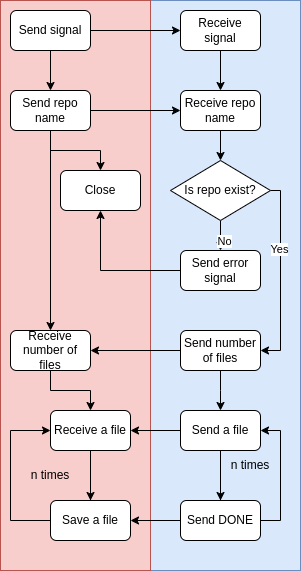 Send signal
Receive
signal
Send repo
name
Receive repo
name
Close
Is repo exist?
No
Yes
Send error
signal
Receive
number of
files
Send number
of files
Receive a file
Send a file
n times
n times
Save a file
Send DONE